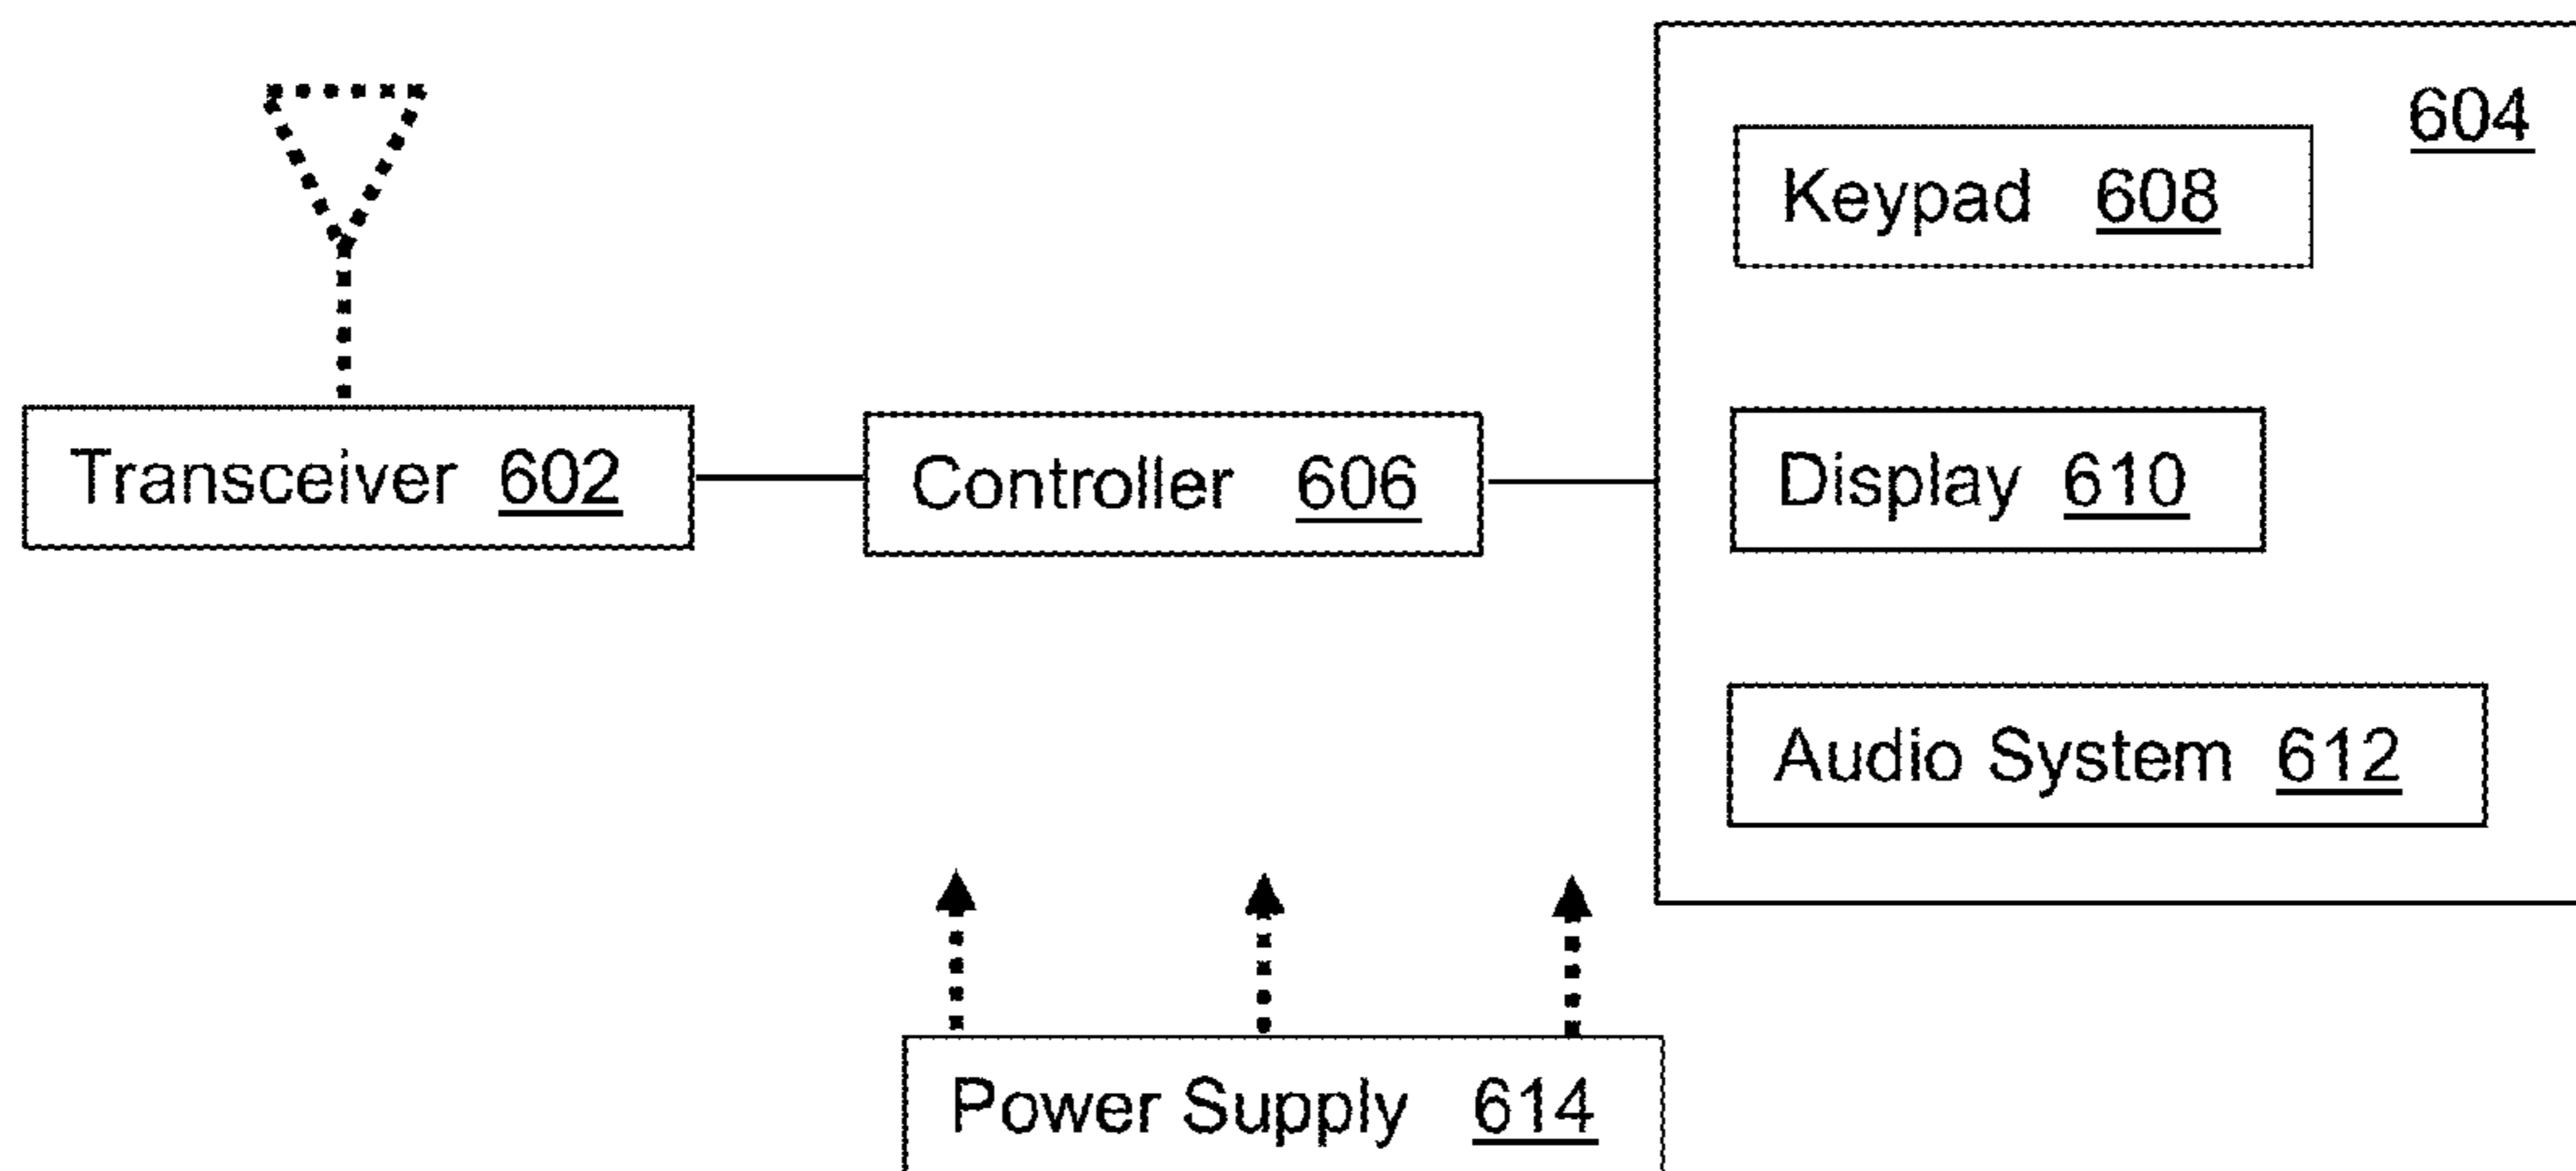 604
Keypad 608
Transceiver 602
Controller 606
Display 610
Audio System 612
Power Supply 614